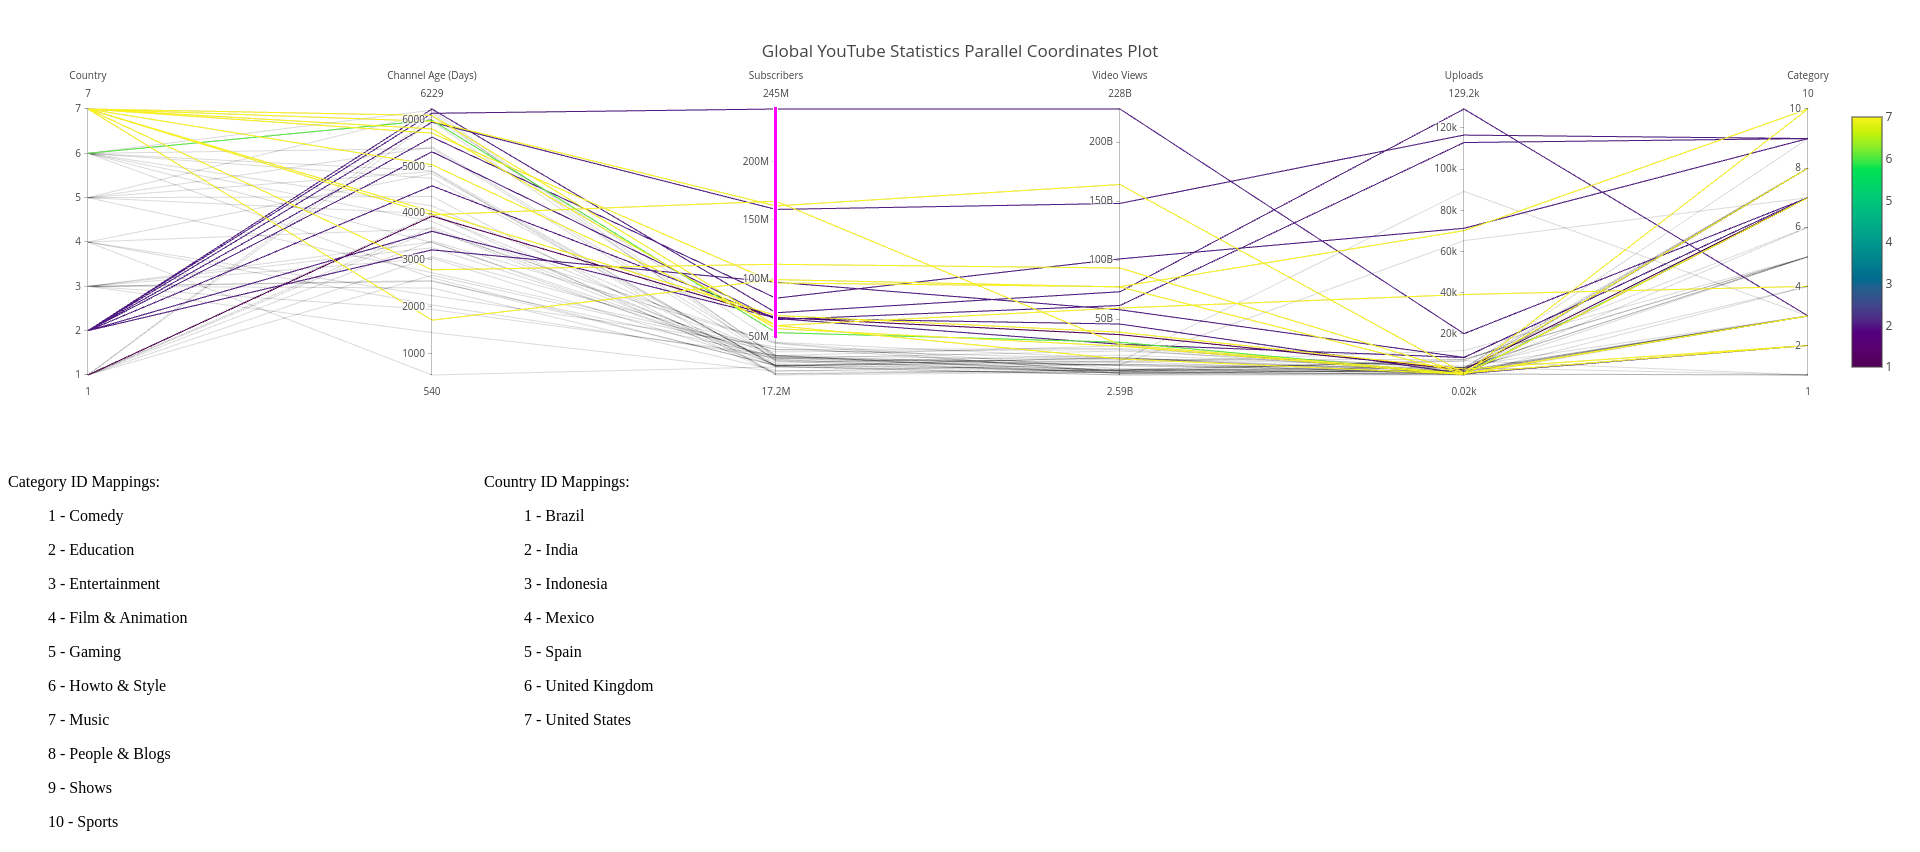 Global YouTube Statistics Parallel Coordinates Plot
Country Channel Age (Days) Subscribers Video Views Uploads Category
7 6229 245M 228B 129.2k 10
7 6 5 4 3 2 1
6000 5000 4000 3000 2000 1000
200M 150M 100M 50M
200B 150B 100B 50B
120k 100k 80k 60k 40k 20k
10 8 6 4 2
7 6 5 4 3 2 1
1 540 17.2M 2.59B 0.02k 1
Category ID Mappings:
1 - Comedy
2 - Education
3 - Entertainment
4 - Film & Animation
5 - Gaming
6 - Howto & Style
7 - Music
8 - People & Blogs
9 - Shows
10 - Sports
Country ID Mappings:
1 - Brazil
2 - India
3 - Indonesia
4 - Mexico
5 - Spain
6 - United Kingdom
7 - United States